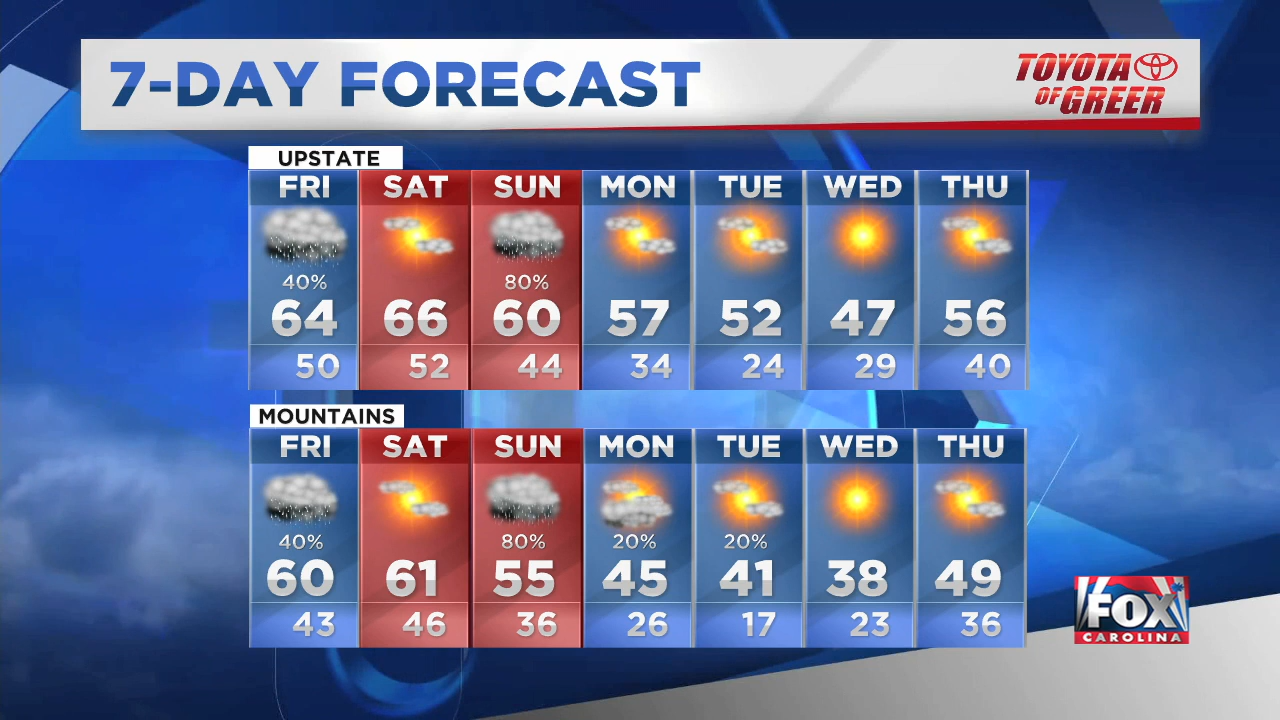 7-DAY FORECAST
TOYOTA
OF GREER
UPSTATE
FRI SAT SUN MON TUE WED THU
40% 80%
64 66 60 57 52 47 56
50 52 44 34 24 29 40
MOUNTAINS
FRI SAT SUN MON TUE WED THU
40% 80% 20% 20%
60 61 55 45 41 38 49
43 46 36 26 17 23 36
FOX
CAROLINA